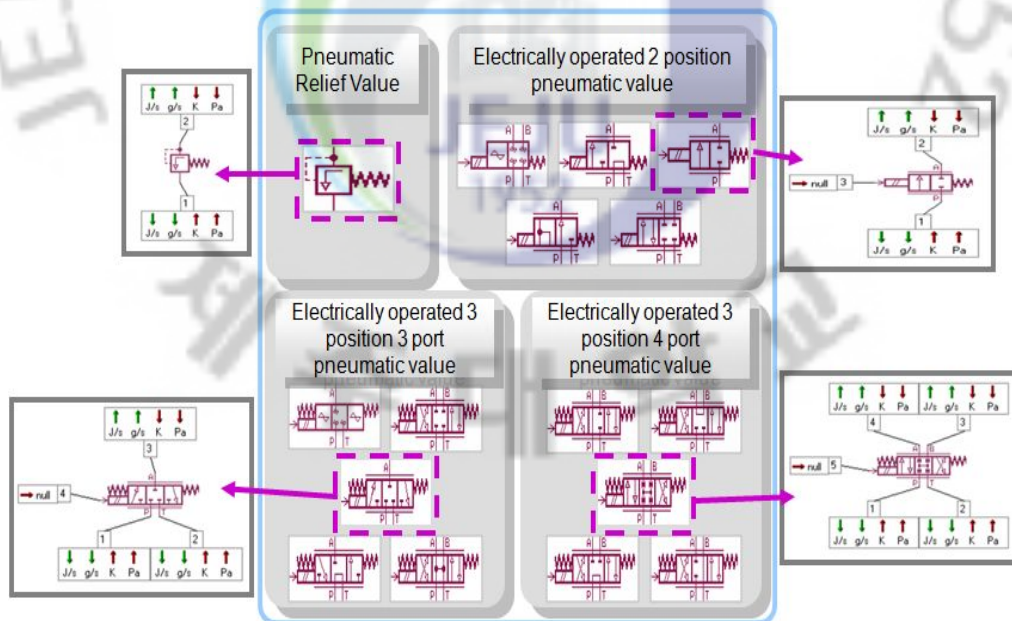 Pneumatic
Relief Value
Electrically operated 2 position
pneumatic value
JEJU
J/s g/s K Pa
2
1
J/s g/s K Pa
A B
P T
A
P T
A
P
A
P T
A
P T
J/s g/s K Pa
2
null 3
A
P
1
J/s g/s K Pa
Electrically operated 3
position 3 port
pneumatic value
Electrically operated 3
position 4 port
pneumatic value
A
P T
A
P T
A
P T
A
P T
A
P T
A B
P T
A B
P T
A B
P T
A B
P T
A B
P T
J/s g/s K Pa
3
null 4
A
P T
1 2
J/s g/s K Pa J/s g/s K Pa
J/s g/s K Pa J/s g/s K Pa
4 3
null 5
A B
P T
1 2
J/s g/s K Pa J/s g/s K Pa